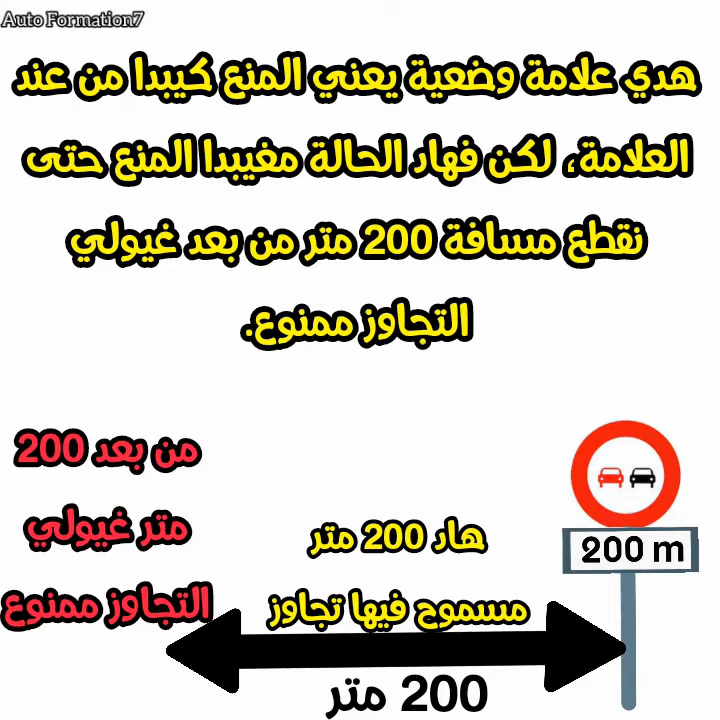 Auto Formation7
هدي علامة وضعية يعني المنع كيبدا من عند
العلامة، لكن فهاد الحالة مغيبدا المنع حتى
نقطع مسافة 200 متر من بعد غيولي
التجاوز ممنوع.
من بعد 200
متر غيولي
التجاوز ممنوع
هاد 200 متر
مسموح فيها تجاوز
200 m
200 متر